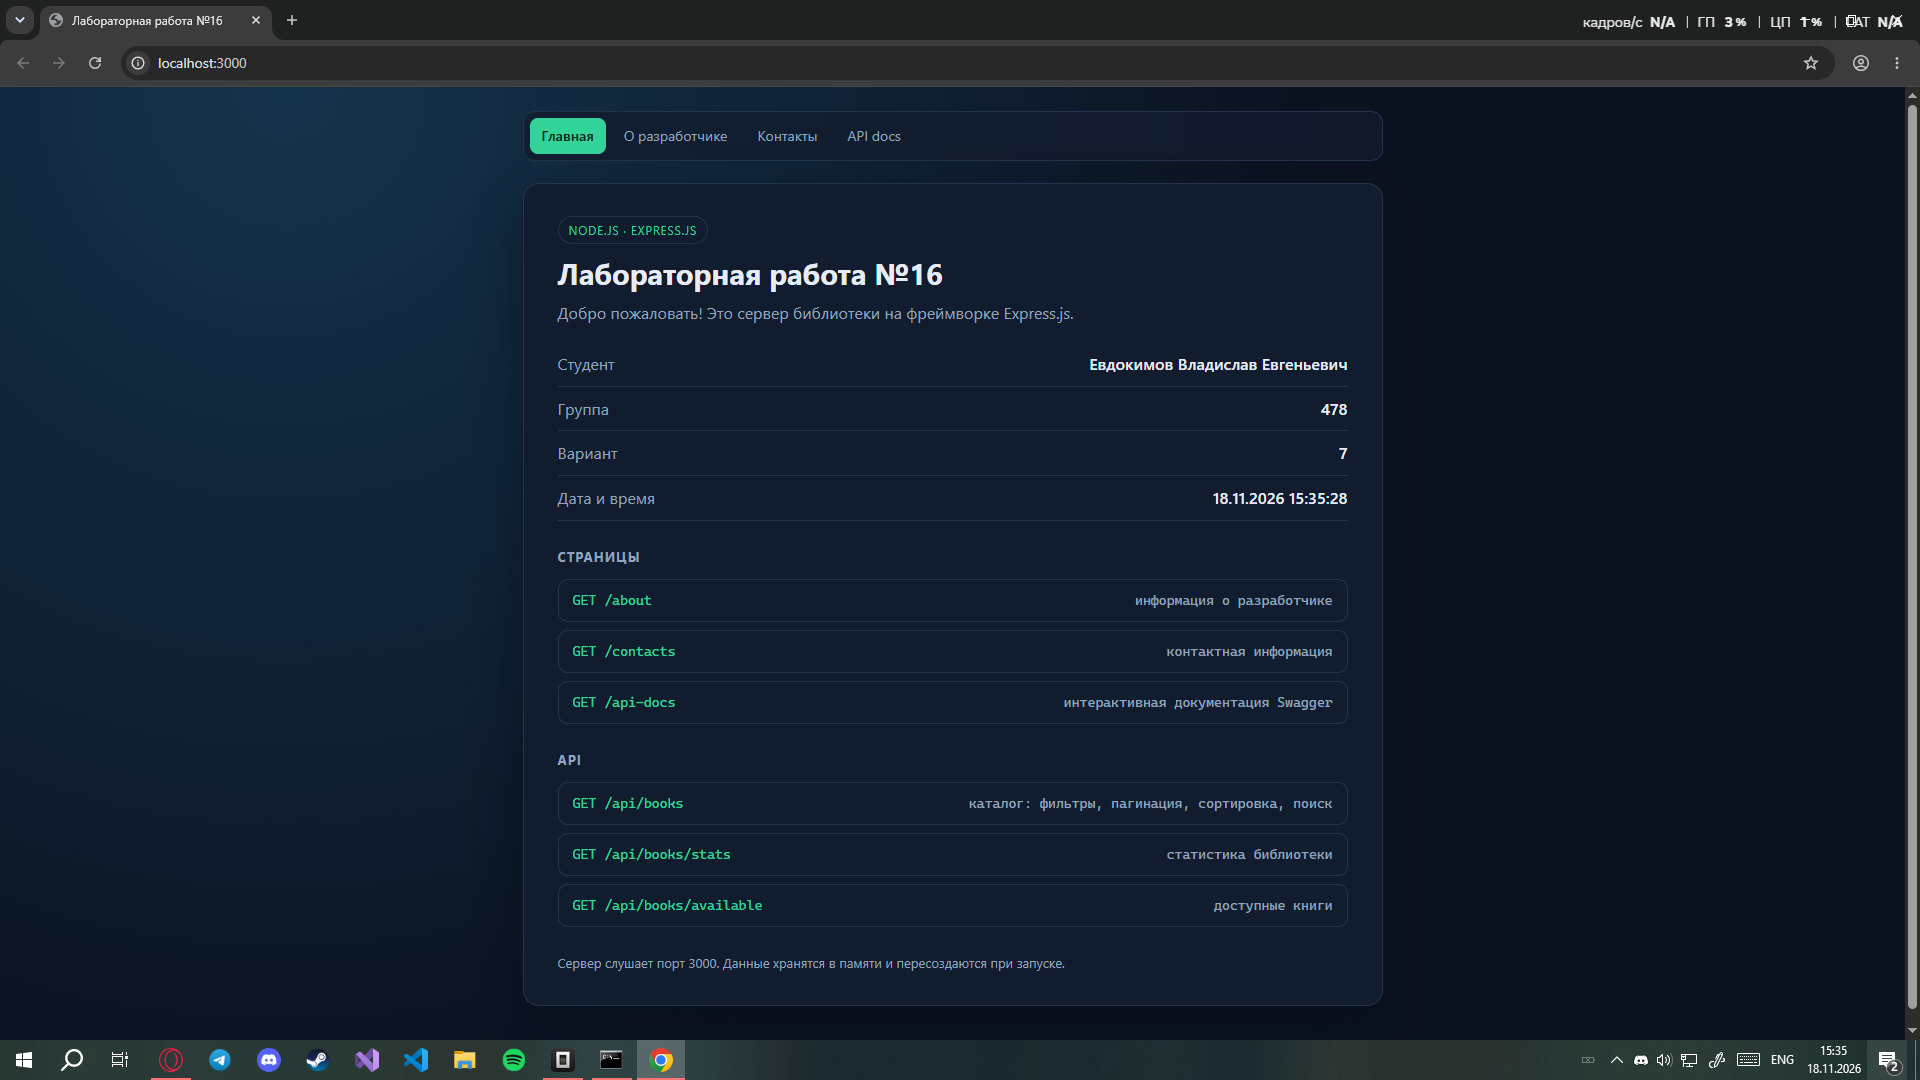 Лабораторная работа №16
кадров/с N/A | ГП 3 % | ЦП 1 % | N/A
localhost:3000
Главная О разработчике Контакты API docs
NODE.JS · EXPRESS.JS
Лабораторная работа №16
Добро пожаловать! Это сервер библиотеки на фреймворке Express.js.
Студент Евдокимов Владислав Евгеньевич
Группа 478
Вариант 7
Дата и время 18.11.2026 15:35:28
СТРАНИЦЫ
GET /about информация о разработчике
GET /contacts контактная информация
GET /api-docs интерактивная документация Swagger
API
GET /api/books каталог: фильтры, пагинация, сортировка, поиск
GET /api/books/stats статистика библиотеки
GET /api/books/available доступные книги
Сервер слушает порт 3000. Данные хранятся в памяти и пересоздаются при запуске.
ENG
15:35
18.11.2026
2